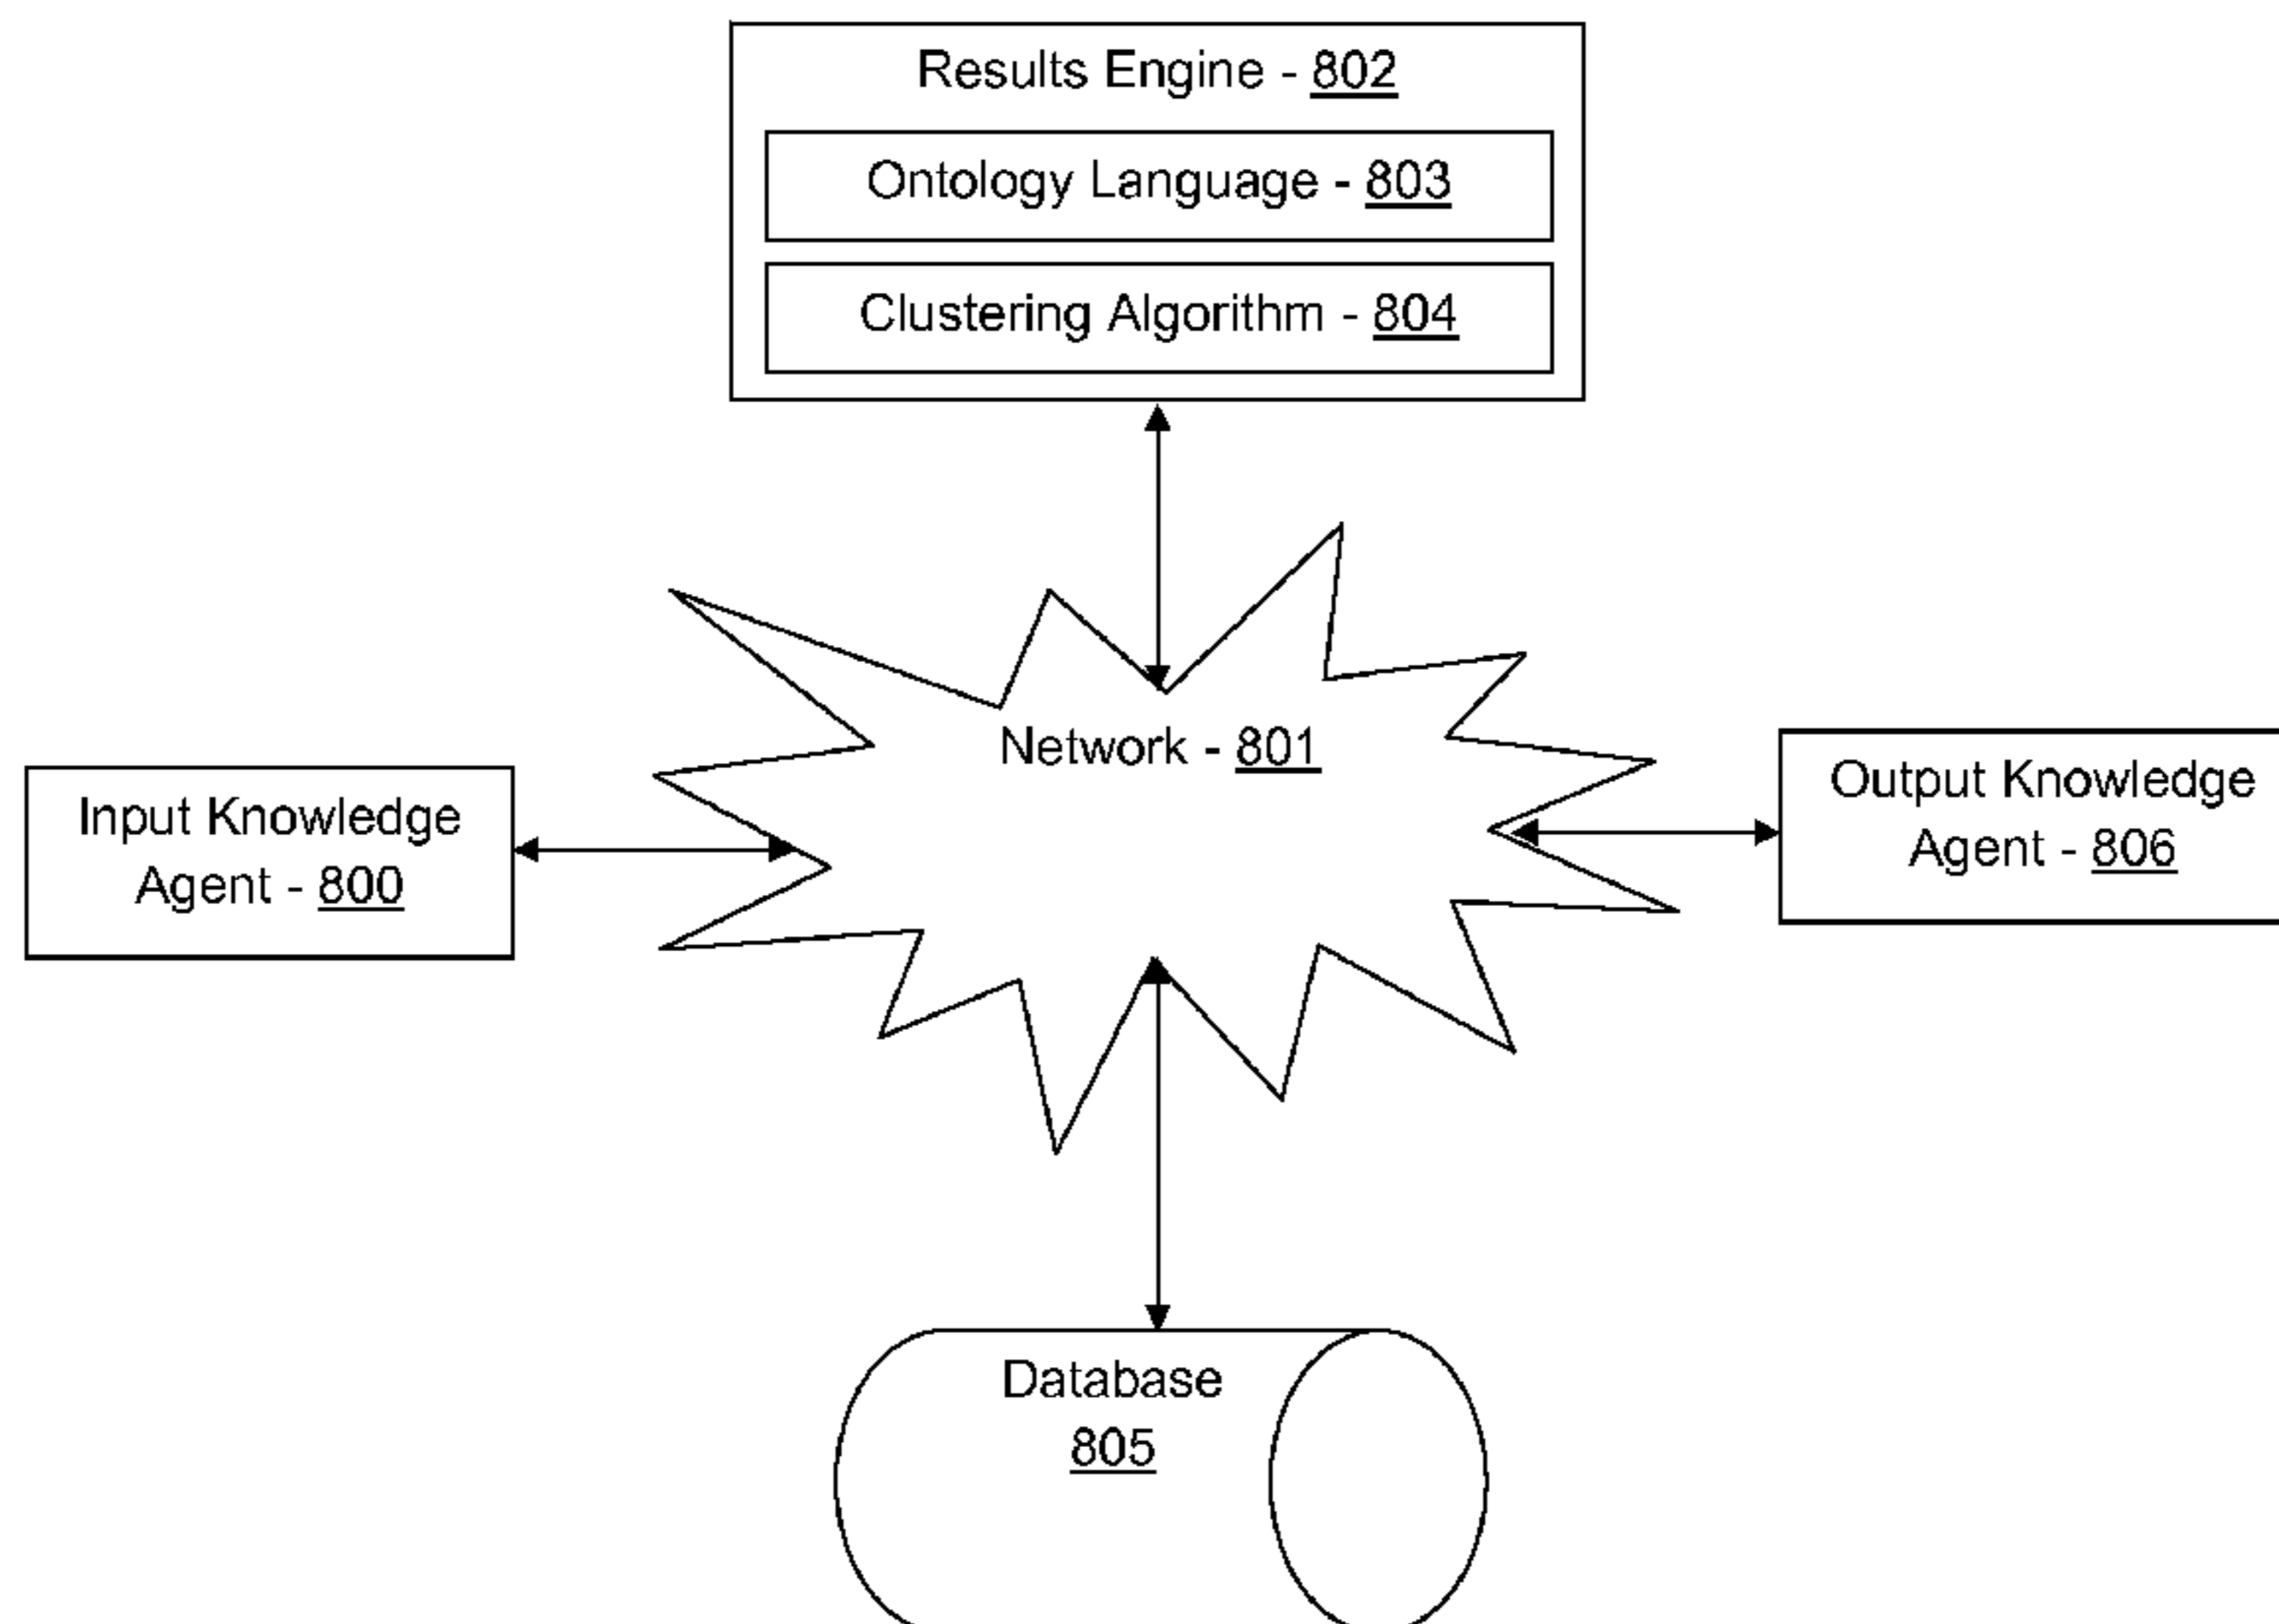 Results Engine - 802
Ontology Language - 803
Clustering Algorithm - 804
Network - 801
Input Knowledge
Agent - 800
Output Knowledge
Agent - 806
Database
805